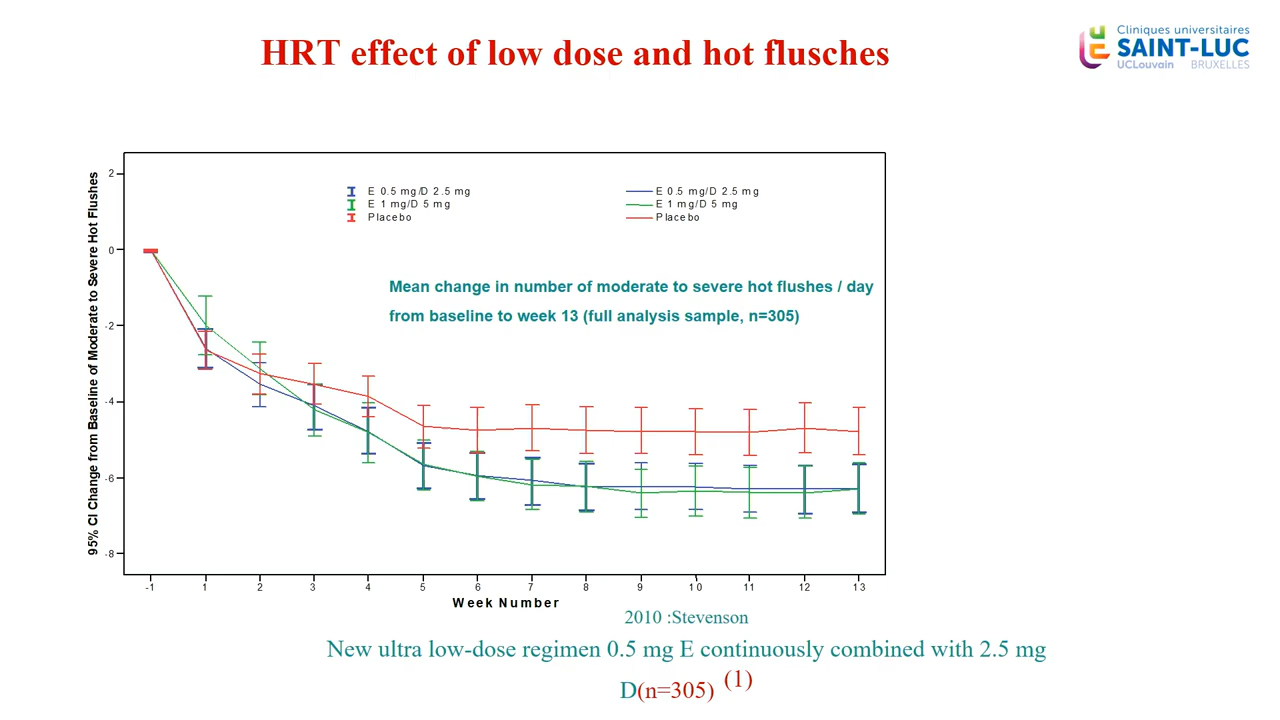 HRT effect of low dose and hot flusches
Cliniques universitaires
SAINT-LUC
UCLouvain BRUXELLES
95% CI Change from Baseline of Moderate to Severe Hot Flushes
2
0
-2
-4
-6
-8
E 0.5 mg/D 2.5 mg
E 1 mg/D 5 mg
Placebo
E 0.5 mg/D 2.5 mg
E 1 mg/D 5 mg
Placebo
Mean change in number of moderate to severe hot flushes / day
from baseline to week 13 (full analysis sample, n=305)
-1 1 2 3 4 5 6 7 8 9 10 11 12 13
Week Number
2010 :Stevenson
New ultra low-dose regimen 0.5 mg E continuously combined with 2.5 mg
D(n=305) (1)